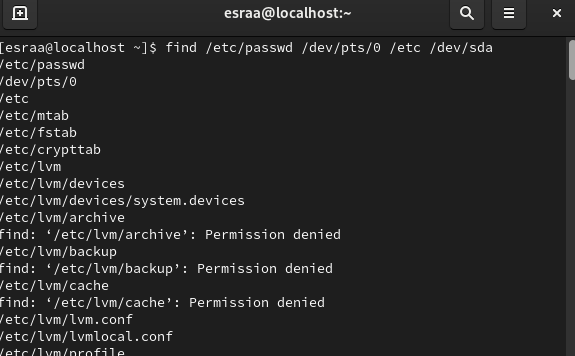 esraa@localhost:~
[esraa@localhost ~]$ find /etc/passwd /dev/pts/0 /etc /dev/sda
/etc/passwd
/dev/pts/0
/etc
/etc/mtab
/etc/fstab
/etc/crypttab
/etc/lvm
/etc/lvm/devices
/etc/lvm/devices/system.devices
/etc/lvm/archive
find: ‘/etc/lvm/archive’: Permission denied
/etc/lvm/backup
find: ‘/etc/lvm/backup’: Permission denied
/etc/lvm/cache
find: ‘/etc/lvm/cache’: Permission denied
/etc/lvm/lvm.conf
/etc/lvm/lvmlocal.conf
/etc/lvm/profile